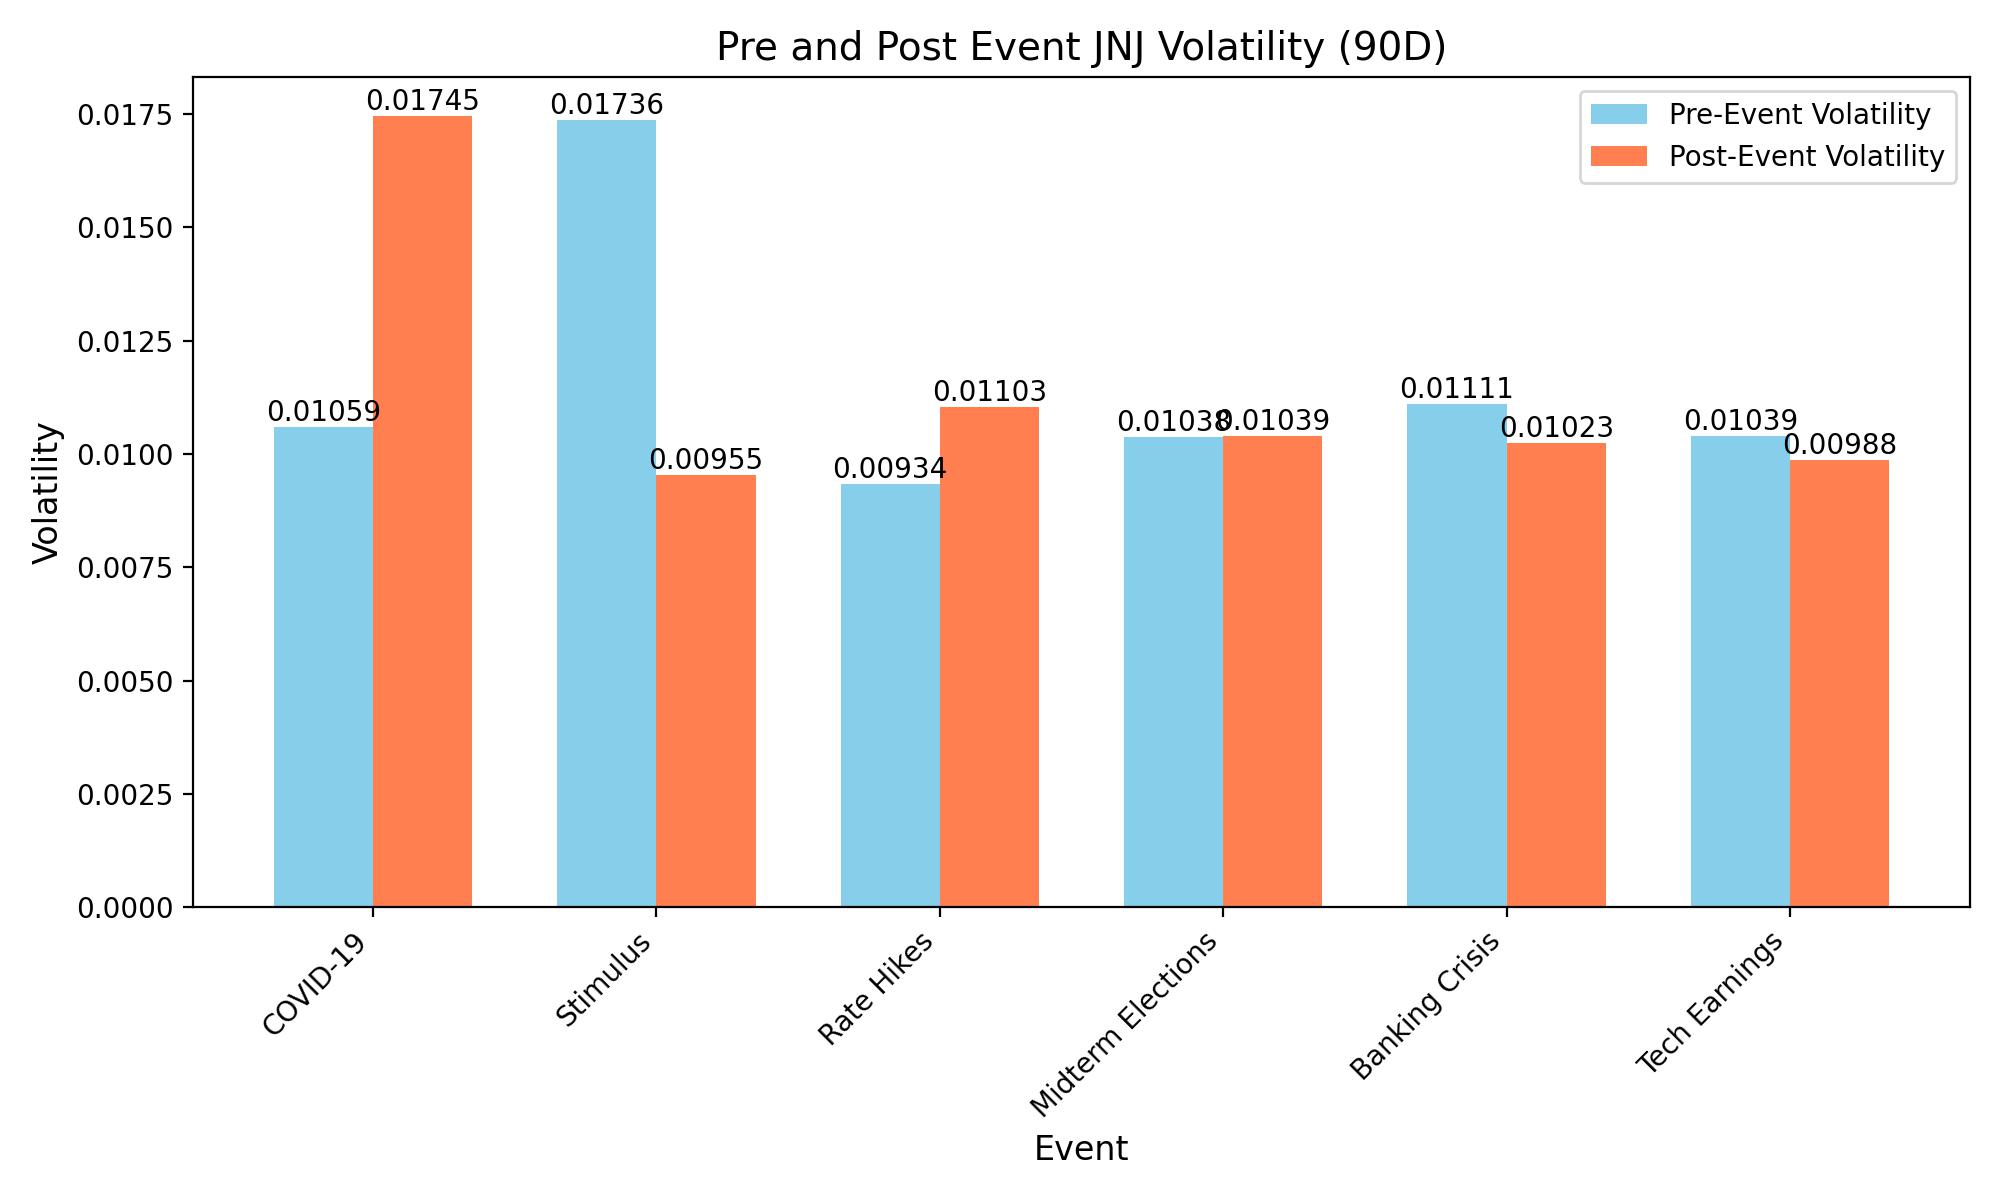 Pre and Post Event JNJ Volatility (90D)
Pre-Event Volatility
Post-Event Volatility
Volatility
0.0175
0.0150
0.0125
0.0100
0.0075
0.0050
0.0025
0.0000
0.01059
0.01745
0.01736
0.00955
0.00934
0.01103
0.01038
0.01039
0.01111
0.01023
0.01039
0.00988
COVID-19
Stimulus
Rate Hikes
Midterm Elections
Banking Crisis
Tech Earnings
Event